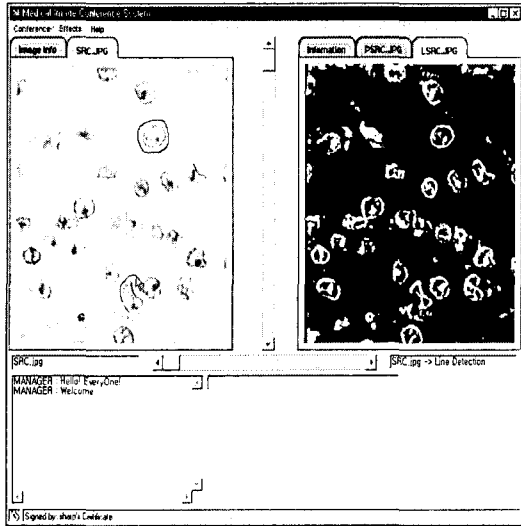 Medical Image Conference System
Conference Effects Help
Image Info SRC.JPG Information PSRC.JPG LSRC.JPG
SRC.jpg SRC.jpg -> Line Detection
MANAGER : Hello! EveryOne!
MANAGER : Welcome
Signed by: sharp's Certificate